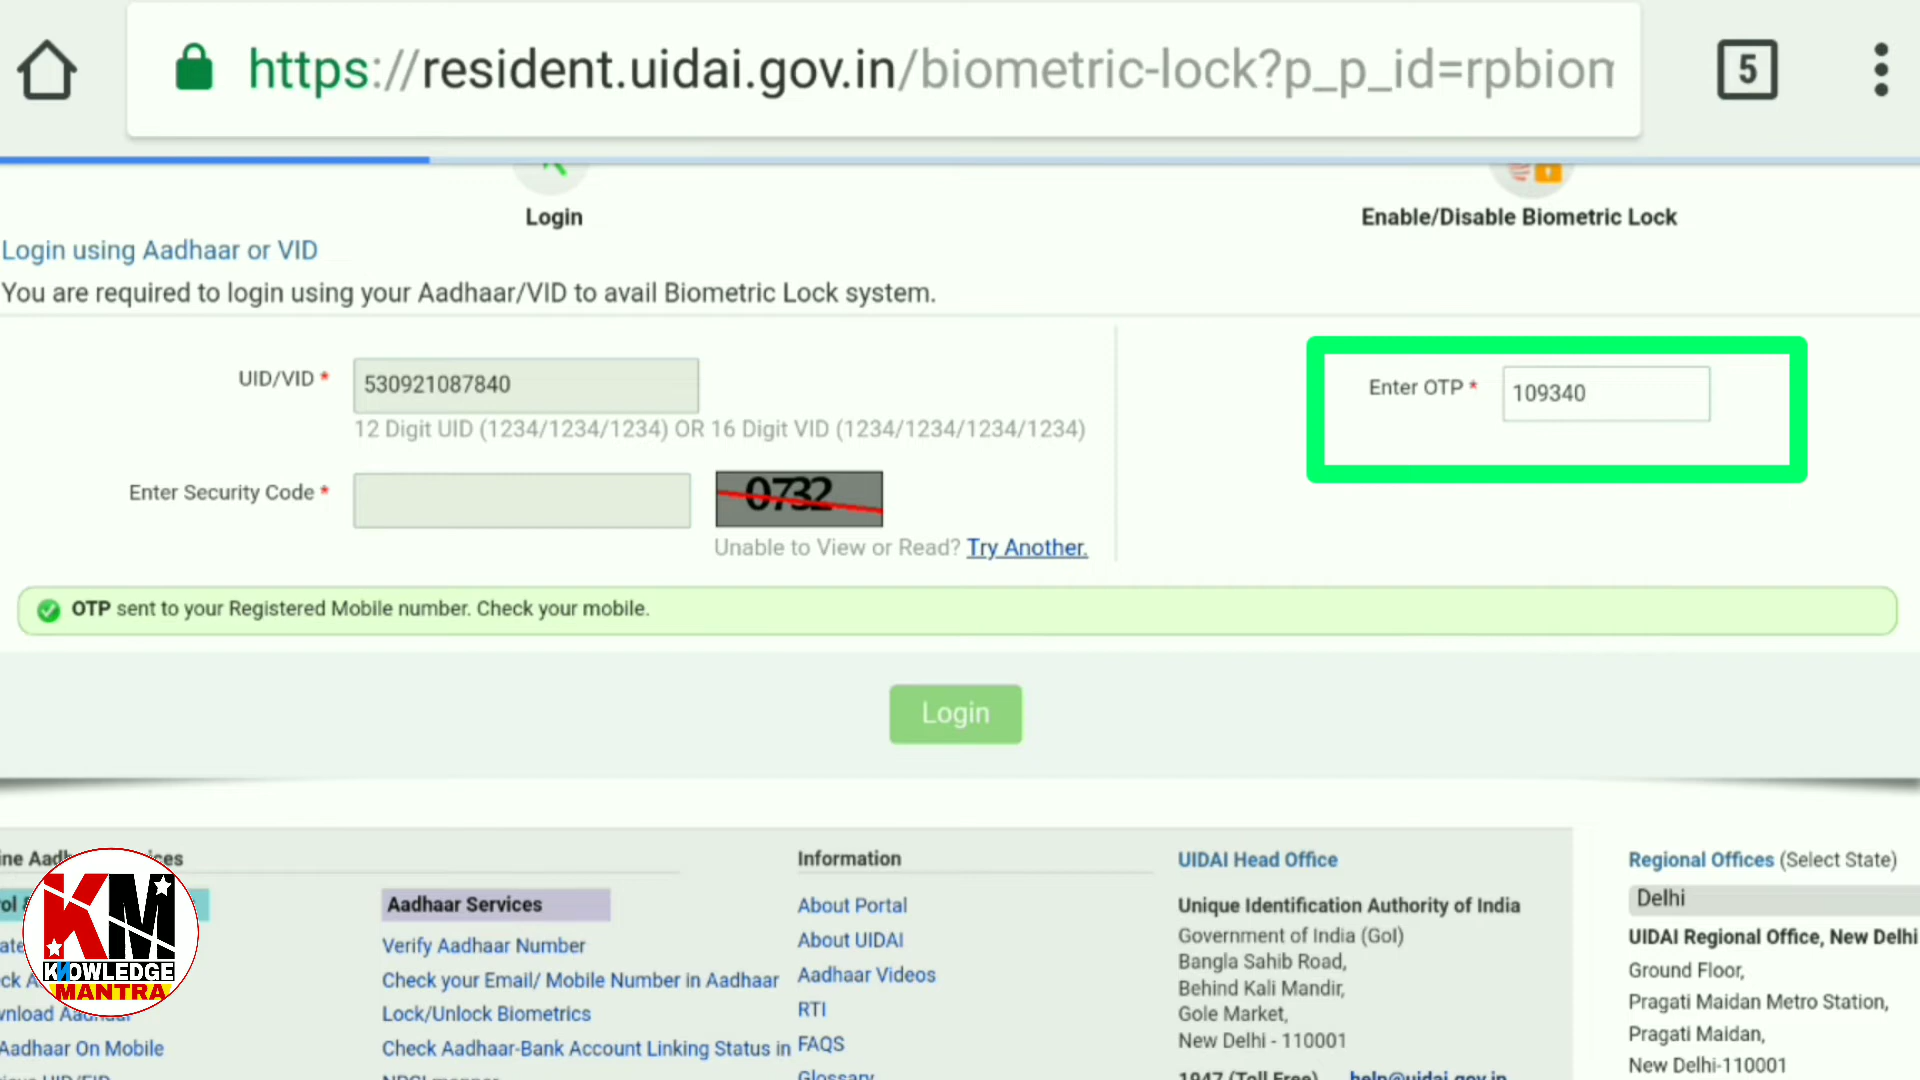 https://resident.uidai.gov.in/biometric-lock?p_p_id=rpbion
5
Login
Enable/Disable Biometric Lock
Login using Aadhaar or VID
You are required to login using your Aadhaar/VID to avail Biometric Lock system.
UID/VID * 530921087840
12 Digit UID (1234/1234/1234) OR 16 Digit VID (1234/1234/1234/1234)
Enter OTP * 109340
Enter Security Code * 0732
Unable to View or Read? Try Another.
OTP sent to your Registered Mobile number. Check your mobile.
Login
Aadhaar Services
Verify Aadhaar Number
Check your Email/ Mobile Number in Aadhaar
Lock/Unlock Biometrics
Check Aadhaar-Bank Account Linking Status in
Aadhaar On Mobile
Information
About Portal
About UIDAI
Aadhaar Videos
RTI
FAQS
Glossary
UIDAI Head Office
Unique Identification Authority of India
Government of India (GoI)
Bangla Sahib Road,
Behind Kali Mandir,
Gole Market,
New Delhi - 110001
1947 (Toll Free) help@uidai.gov.in
Regional Offices (Select State)
Delhi
UIDAI Regional Office, New Delhi
Ground Floor,
Pragati Maidan Metro Station,
Pragati Maidan,
New Delhi-110001
KM
KNOWLEDGE
MANTRA